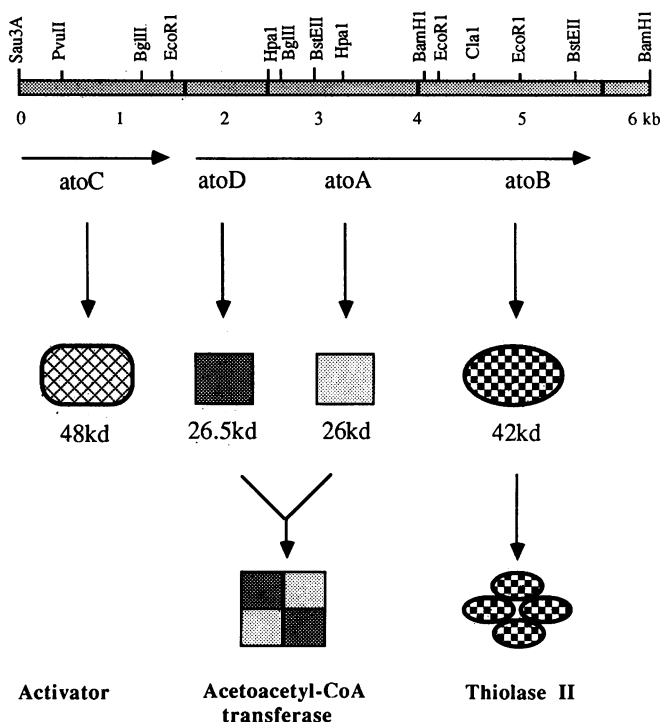 Sau3A PvuII BglII EcoR1 Hpa1 BglII BstEII Hpa1 BamH1 EcoR1 Cla1 EcoR1 BstEII BamH1
0 1 2 3 4 5 6 kb
atoC atoD atoA atoB
48kd 26.5kd 26kd 42kd
Activator Acetoacetyl-CoA Thiolase II
transferase